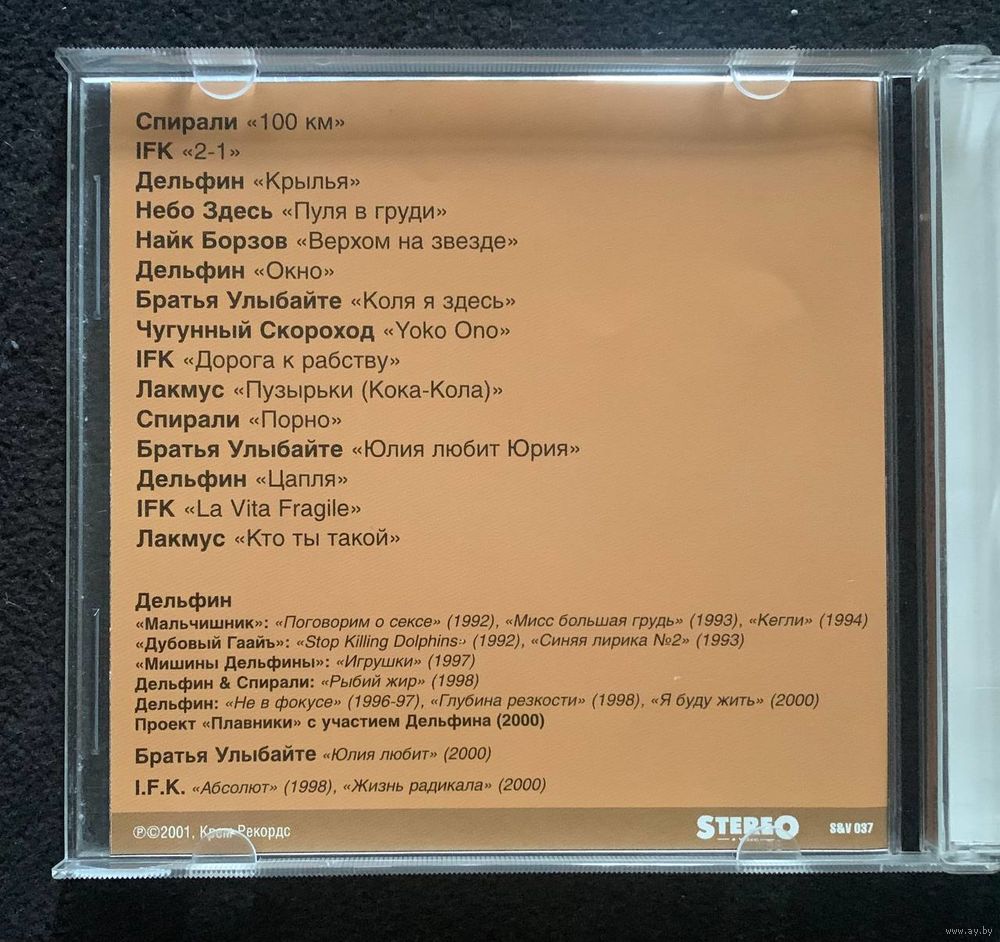 Спирали «100 км»
IFK «2-1»
Дельфин «Крылья»
Небо Здесь «Пуля в груди»
Найк Борзов «Верхом на звезде»
Дельфин «Окно»
Братья Улыбайте «Коля я здесь»
Чугунный Скороход «Yoko Ono»
IFK «Дорога к рабству»
Лакмус «Пузырьки (Кока-Кола)»
Спирали «Порно»
Братья Улыбайте «Юлия любит Юрия»
Дельфин «Цапля»
IFK «La Vita Fragile»
Лакмус «Кто ты такой»
Дельфин
«Мальчишник»: «Поговорим о сексе» (1992), «Мисс большая грудь» (1993), «Кегли» (1994)
«Дубовый Гаайъ»: «Stop Killing Dolphins» (1992), «Синяя лирика №2» (1993)
«Мишины Дельфины»: «Игрушки» (1997)
Дельфин & Спирали: «Рыбий жир» (1998)
Дельфин: «Не в фокусе» (1996-97), «Глубина резкости» (1998), «Я буду жить» (2000)
Проект «Плавники» с участием Дельфина (2000)
Братья Улыбайте «Юлия любит» (2000)
I.F.K. «Абсолют» (1998), «Жизнь радикала» (2000)
℗©2001, Крем Рекордс
STEREO
S&V 037
www.ay.by